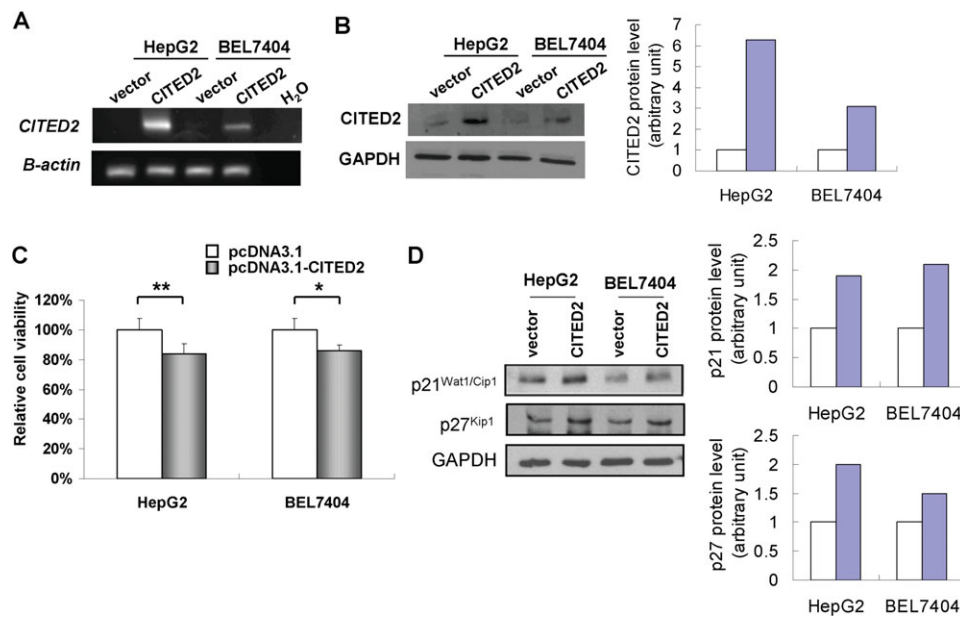 A
HepG2 BEL7404
vector CITED2 vector CITED2 H₂O
CITED2
B-actin
B
HepG2 BEL7404
vector CITED2 vector CITED2
CITED2
GAPDH
CITED2 protein level
(arbitrary unit)
7
6
5
4
3
2
1
0
HepG2 BEL7404
C
pcDNA3.1
pcDNA3.1-CITED2
** *
Relative cell viability
120%
100%
80%
60%
40%
20%
0%
HepG2 BEL7404
D
HepG2 BEL7404
vector CITED2 vector CITED2
p21Wat1/Cip1
p27Kip1
GAPDH
p21 protein level
(arbitrary unit)
2.5
2
1.5
1
0.5
0
HepG2 BEL7404
p27 protein level
(arbitrary unit)
2.5
2
1.5
1
0.5
0
HepG2 BEL7404